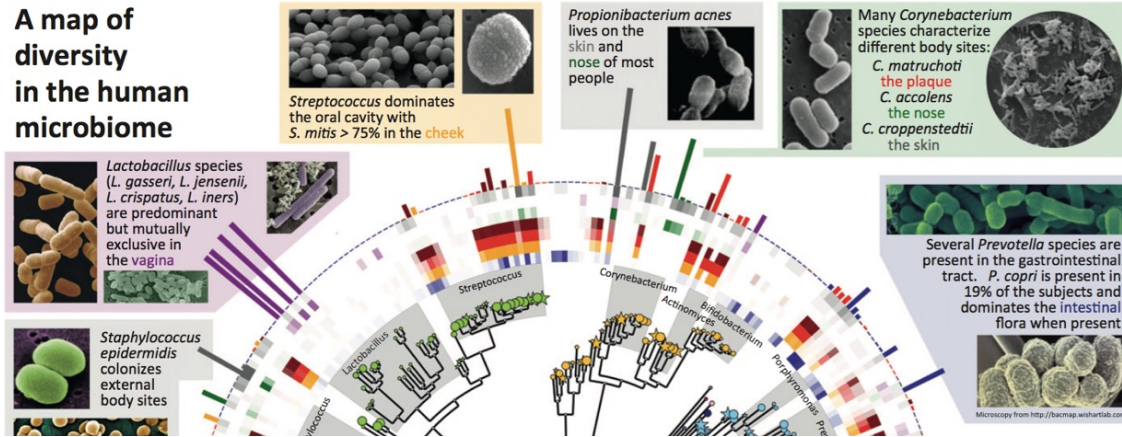 A map of
diversity
in the human
microbiome
Streptococcus dominates
the oral cavity with
S. mitis > 75% in the cheek
Propionibacterium acnes
lives on the
skin and
nose of most
people
Many Corynebacterium
species characterize
different body sites:
C. matruchoti
the plaque
C. accolens
the nose
C. croppenstedtii
the skin
Lactobacillus species
(L. gasseri, L. jensenii,
L. crispatus, L. iners)
are predominant
but mutually
exclusive in
the vagina
Several Prevotella species are
present in the gastrointestinal
tract. P. copri is present in
19% of the subjects and
dominates the intestinal
flora when present
Microscopy from http://bacmap.wishartlab.com
Staphylococcus
epidermidis
colonizes
external
body sites
Streptococcus
Lactobacillus
ylococcus
Corynebacterium
Actinomyces
Bifidobacterium
Porphyromonas
Prev